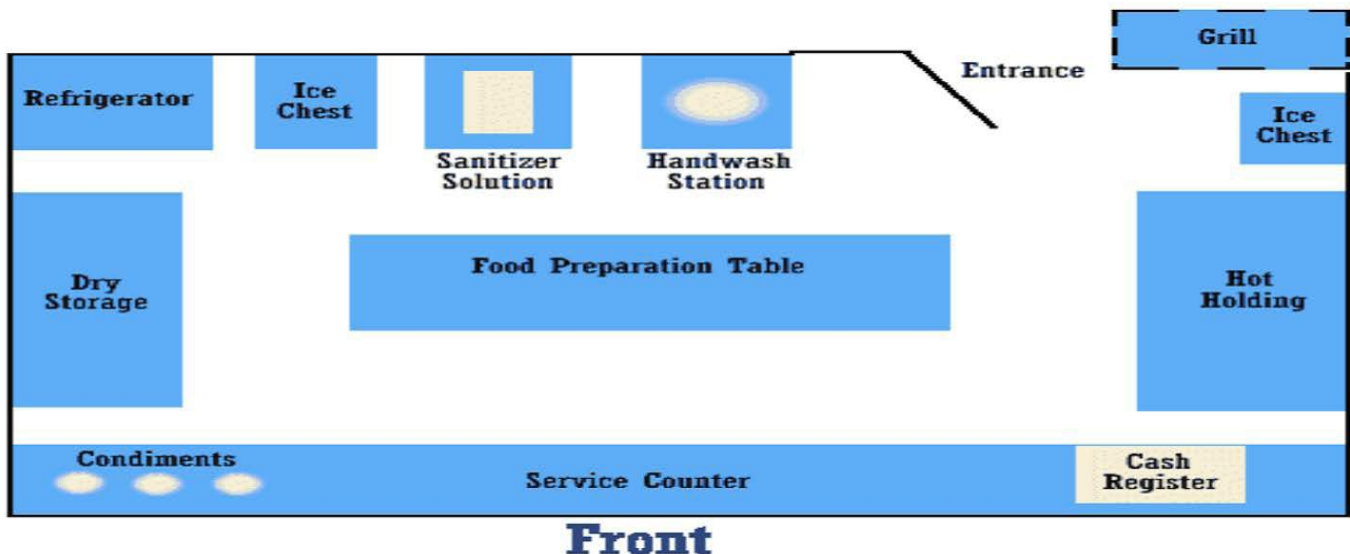 Grill
Entrance
Refrigerator
Ice
Chest
Ice
Chest
Sanitizer
Solution
Handwash
Station
Food Preparation Table
Dry
Storage
Hot
Holding
Condiments
Service Counter
Cash
Register
Front